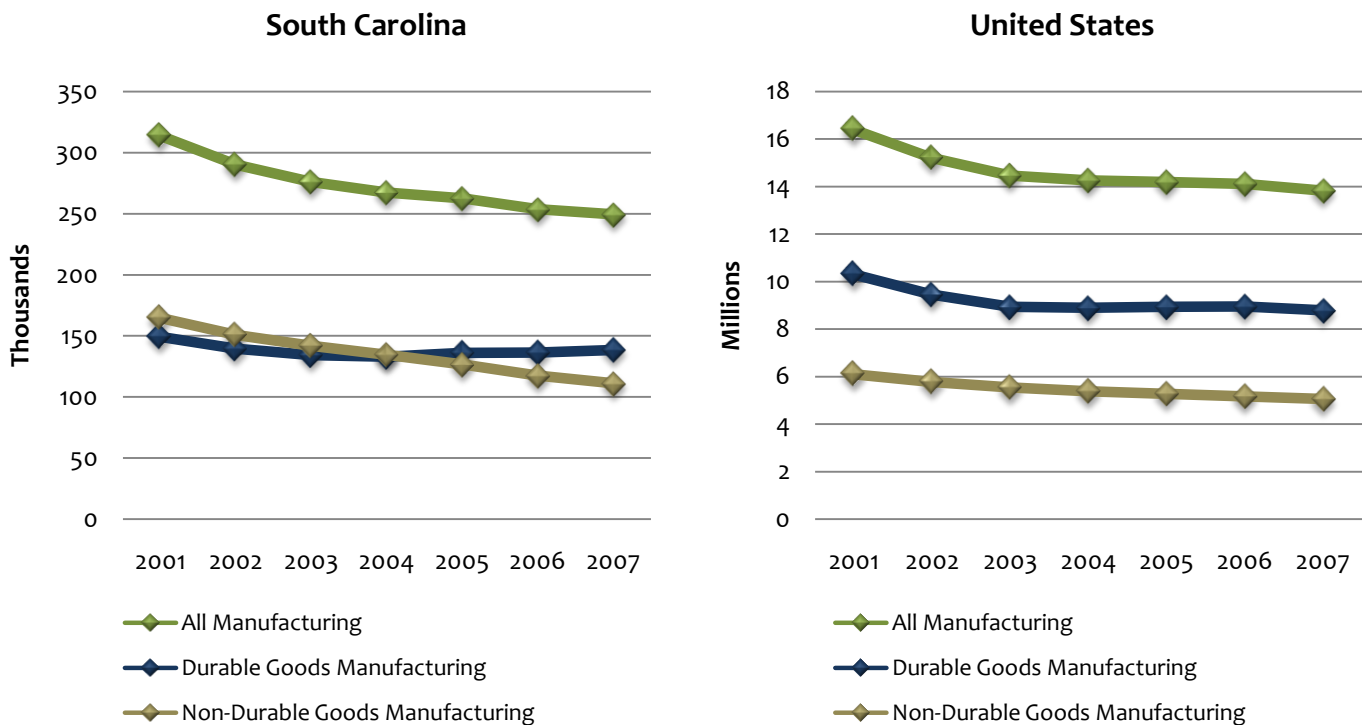 South Carolina
350
300
250
200
150
100
50
0
Thousands
2001 2002 2003 2004 2005 2006 2007
All Manufacturing
Durable Goods Manufacturing
Non-Durable Goods Manufacturing
United States
18
16
14
12
10
8
6
4
2
0
Millions
2001 2002 2003 2004 2005 2006 2007
All Manufacturing
Durable Goods Manufacturing
Non-Durable Goods Manufacturing